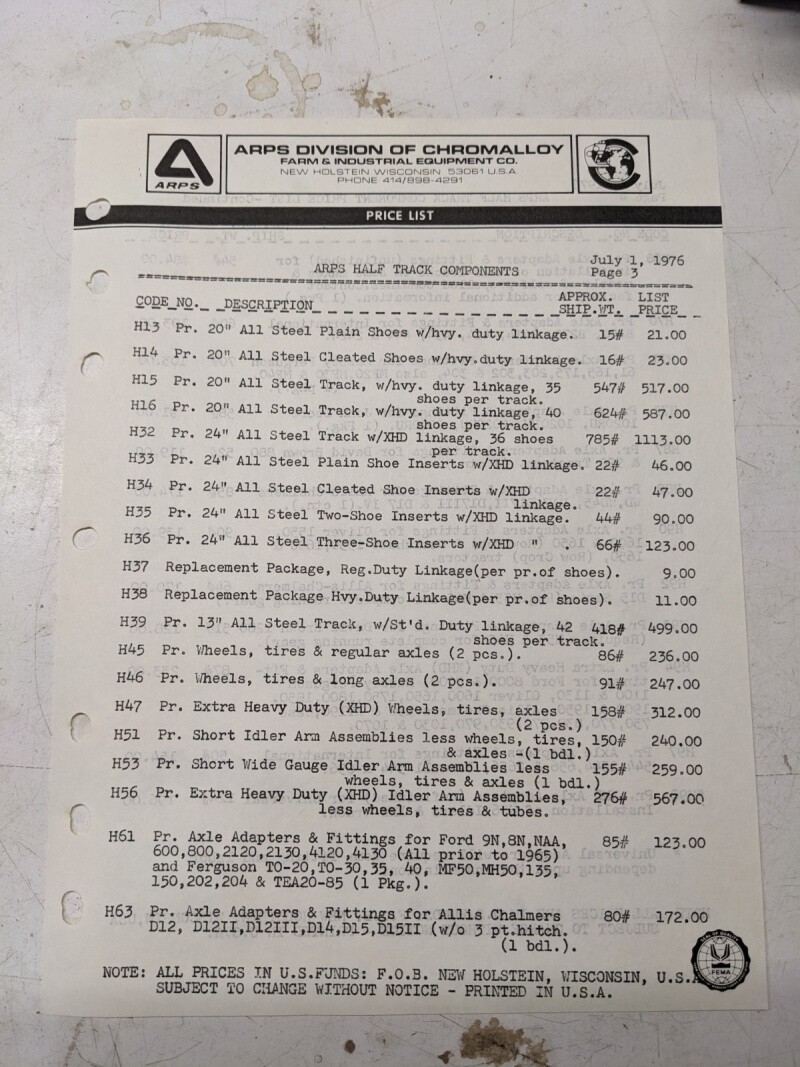 ARPS
ARPS DIVISION OF CHROMALLOY
FARM & INDUSTRIAL EQUIPMENT CO.
NEW HOLSTEIN WISCONSIN 53061 U.S.A.
PHONE 414/898-4291
PRICE LIST
July 1, 1976
ARPS HALF TRACK COMPONENTS Page 3
APPROX. LIST
CODE NO. DESCRIPTION SHIP.WT. PRICE
H13 Pr. 20" All Steel Plain Shoes w/hvy. duty linkage. 15# 21.00
H14 Pr. 20" All Steel Cleated Shoes w/hvy.duty linkage. 16# 23.00
H15 Pr. 20" All Steel Track, w/hvy. duty linkage, 35 547# 517.00
shoes per track.
H16 Pr. 20" All Steel Track, w/hvy. duty linkage, 40 624# 587.00
shoes per track.
H32 Pr. 24" All Steel Track w/XHD linkage, 36 shoes 785# 1113.00
per track.
H33 Pr. 24" All Steel Plain Shoe Inserts w/XHD linkage. 22# 46.00
H34 Pr. 24" All Steel Cleated Shoe Inserts w/XHD 22# 47.00
linkage.
H35 Pr. 24" All Steel Two-Shoe Inserts w/XHD linkage. 44# 90.00
H36 Pr. 24" All Steel Three-Shoe Inserts w/XHD " . 66# 123.00
H37 Replacement Package, Reg.Duty Linkage(per pr.of shoes). 9.00
H38 Replacement Package Hvy.Duty Linkage(per pr.of shoes). 11.00
H39 Pr. 13" All Steel Track, w/St'd. Duty linkage, 42 418# 499.00
shoes per track.
H45 Pr. Wheels, tires & regular axles (2 pcs.). 86# 236.00
H46 Pr. Wheels, tires & long axles (2 pcs.). 91# 247.00
H47 Pr. Extra Heavy Duty (XHD) Wheels, tires, axles 158# 312.00
(2 pcs.)
H51 Pr. Short Idler Arm Assemblies less wheels, tires, 150# 240.00
& axles -(1 bdl.)
H53 Pr. Short Wide Gauge Idler Arm Assemblies less 155# 259.00
wheels, tires & axles (1 bdl.)
H56 Pr. Extra Heavy Duty (XHD) Idler Arm Assemblies, 276# 567.00
less wheels, tires & tubes.
H61 Pr. Axle Adapters & Fittings for Ford 9N,8N,NAA, 85# 123.00
600,800,2120,2130,4120,4130 (All prior to 1965)
and Ferguson TO-20,TO-30,35, 40, MF50,MH50,135,
150,202,204 & TEA20-85 (1 Pkg.).
H63 Pr. Axle Adapters & Fittings for Allis Chalmers 80# 172.00
D12, D12II,D12III,D14,D15,D15II (w/o 3 pt.hitch.
(1 bdl.).
NOTE: ALL PRICES IN U.S.FUNDS: F.O.B. NEW HOLSTEIN, WISCONSIN, U.S.A.
SUBJECT TO CHANGE WITHOUT NOTICE - PRINTED IN U.S.A.
FEMA